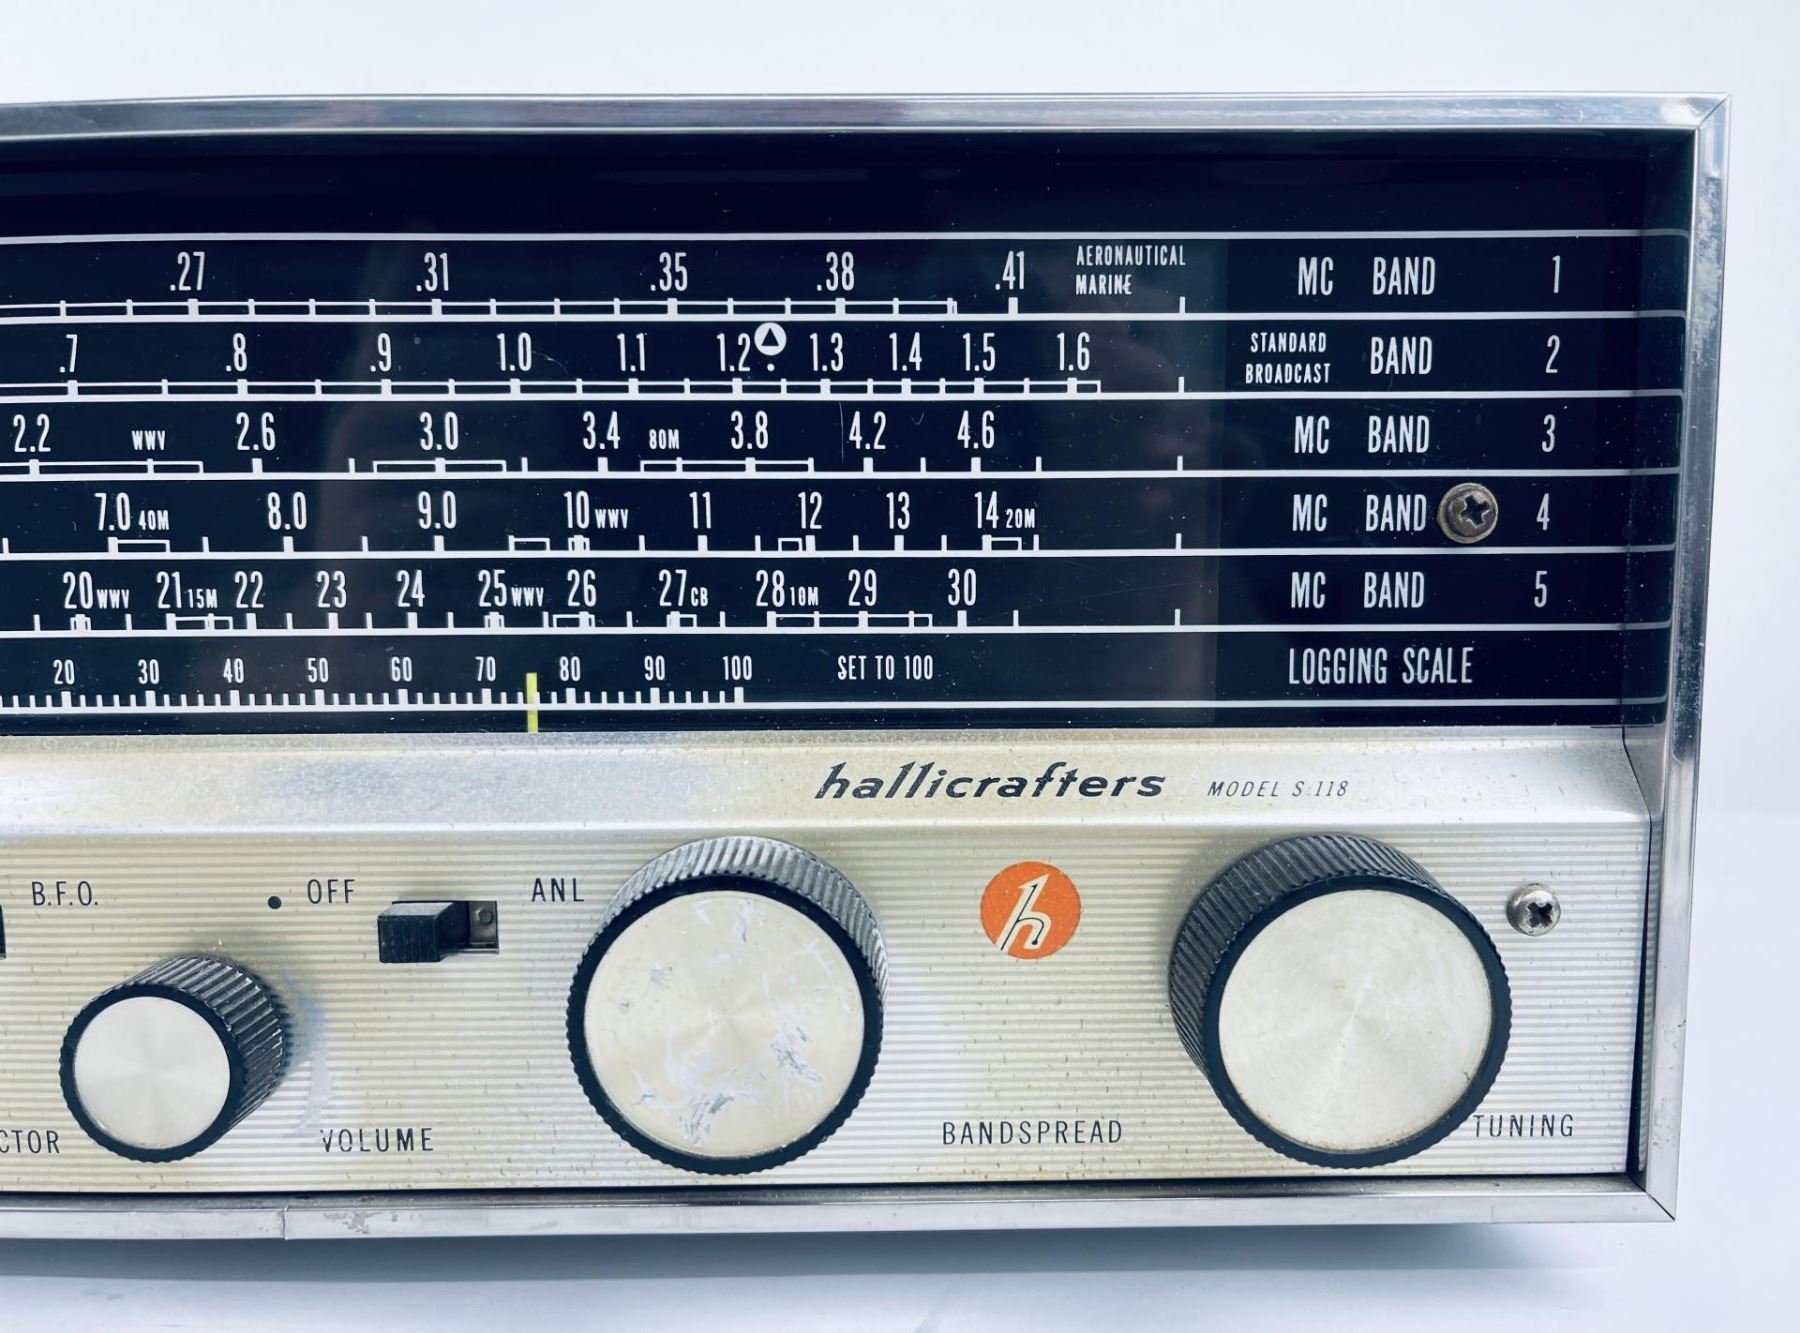 .27 .31 .35 .38 .41 AERONAUTICAL MARINE MC BAND 1
.7 .8 .9 1.0 1.1 1.2 1.3 1.4 1.5 1.6 STANDARD BROADCAST BAND 2
2.2 WWV 2.6 3.0 3.4 80M 3.8 4.2 4.6 MC BAND 3
7.0 40M 8.0 9.0 10 WWV 11 12 13 14 20M MC BAND 4
20 WWV 21 15M 22 23 24 25 WWV 26 27 CB 28 10M 29 30 MC BAND 5
20 30 40 50 60 70 80 90 100 SET TO 100 LOGGING SCALE
hallicrafters MODEL S-118
B.F.O. OFF ANL
h
CTOR VOLUME BANDSPREAD TUNING